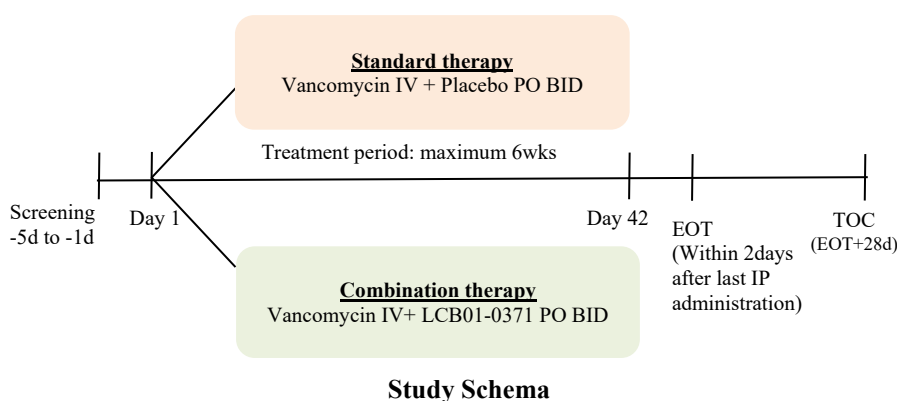 Standard therapy
Vancomycin IV + Placebo PO BID
Treatment period: maximum 6wks
Screening
-5d to -1d
Day 1
Day 42
EOT
(Within 2days
after last IP
administration)
TOC
(EOT+28d)
Combination therapy
Vancomycin IV+ LCB01-0371 PO BID
Study Schema